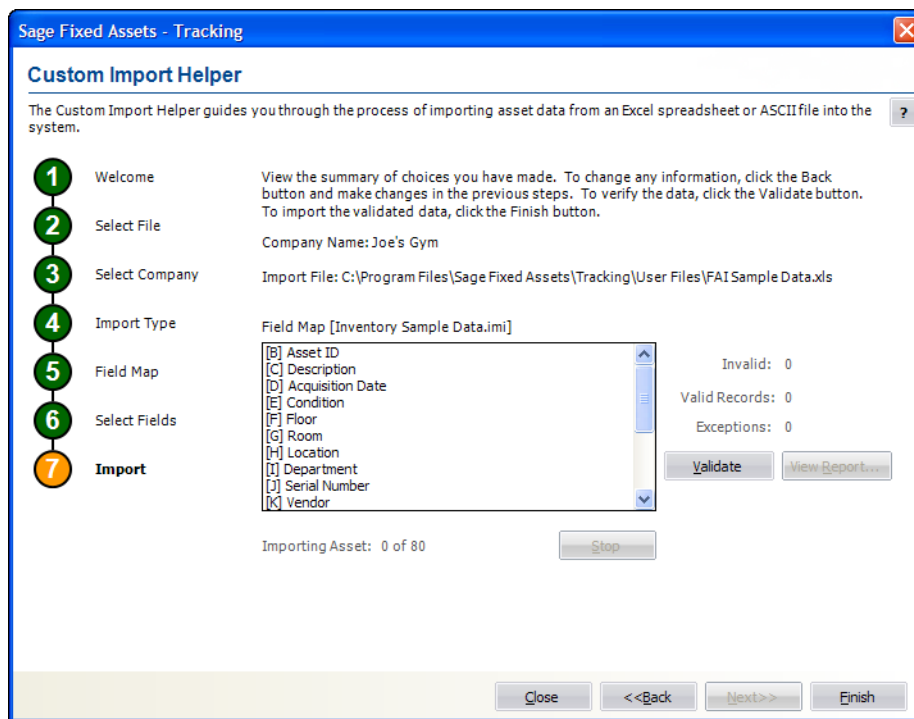 Sage Fixed Assets - Tracking
Custom Import Helper
The Custom Import Helper guides you through the process of importing asset data from an Excel spreadsheet or ASCII file into the
system.
?
1 Welcome
2 Select File
3 Select Company
4 Import Type
5 Field Map
6 Select Fields
7 Import
View the summary of choices you have made. To change any information, click the Back
button and make changes in the previous steps. To verify the data, click the Validate button.
To import the validated data, click the Finish button.
Company Name: Joe's Gym
Import File: C:\Program Files\Sage Fixed Assets\Tracking\User Files\FAI Sample Data.xls
Field Map [Inventory Sample Data.imi]
[B] Asset ID
[C] Description
[D] Acquisition Date
[E] Condition
[F] Floor
[G] Room
[H] Location
[I] Department
[J] Serial Number
[K] Vendor
Invalid: 0
Valid Records: 0
Exceptions: 0
Validate View Report...
Importing Asset: 0 of 80 Stop
Close <<Back Next>> Finish